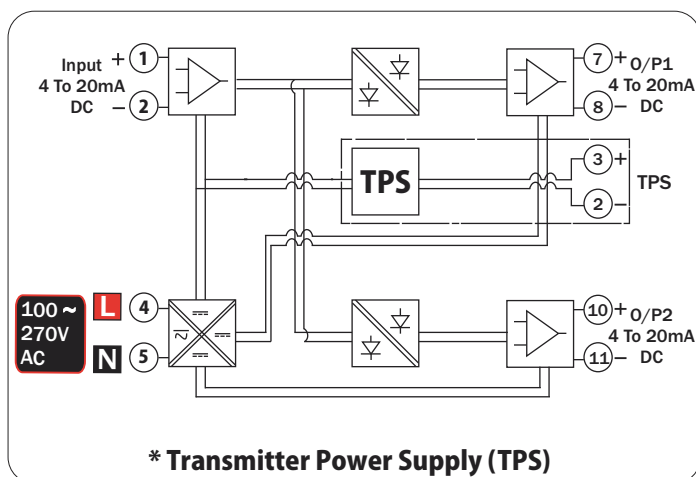 Input + 1
4 To 20mA
DC − 2
7 + O/P1
4 To 20mA
8 − DC
TPS
3 +
TPS
2 −
100 ~
270V
AC
L 4
N 5
10 + O/P2
4 To 20mA
11 − DC
* Transmitter Power Supply (TPS)